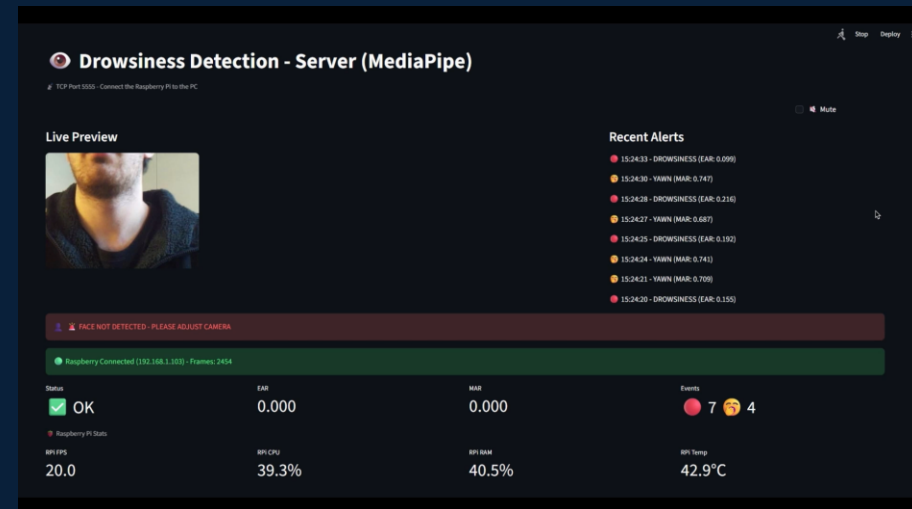 Stop Deploy
Drowsiness Detection - Server (MediaPipe)
TCP Port 5555 - Connect the Raspberry Pi to the PC
Mute
Live Preview
Recent Alerts
15:24:33 - DROWSINESS (EAR: 0.099)
15:24:30 - YAWN (MAR: 0.747)
15:24:28 - DROWSINESS (EAR: 0.216)
15:24:27 - YAWN (MAR: 0.687)
15:24:25 - DROWSINESS (EAR: 0.192)
15:24:24 - YAWN (MAR: 0.741)
15:24:21 - YAWN (MAR: 0.709)
15:24:20 - DROWSINESS (EAR: 0.155)
FACE NOT DETECTED - PLEASE ADJUST CAMERA
Raspberry Connected (192.168.1.103) - Frames: 2454
Status EAR MAR Events
OK 0.000 0.000 7 4
Raspberry Pi Stats
RPi FPS RPi CPU RPi RAM RPi Temp
20.0 39.3% 40.5% 42.9°C